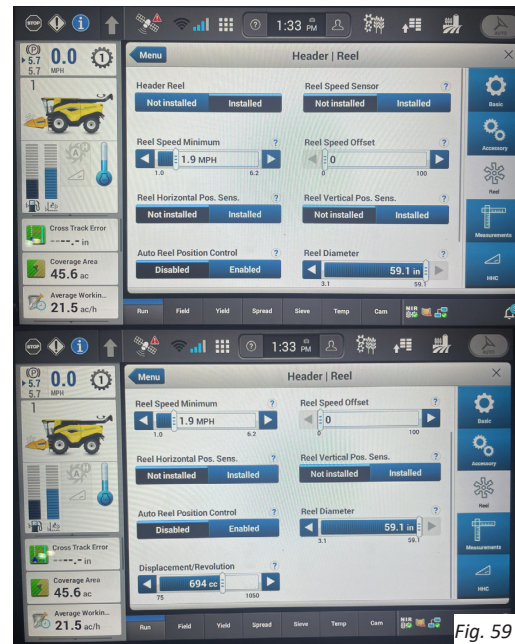 STOP
1:33 PM
AUTO
(P)
5.7
0.0
5.7
MPH
1
1
Menu
Header | Reel
Basic
Accessory
Reel
Measurements
HHC
Header Reel
Not installed Installed
Reel Speed Sensor ?
Not installed Installed
Reel Speed Minimum ?
1.9 MPH
1.0 6.2
Reel Speed Offset ?
0
0 100
Reel Horizontal Pos. Sens. ?
Not installed Installed
Reel Vertical Pos. Sens. ?
Not installed Installed
Auto Reel Position Control ?
Disabled Enabled
Reel Diameter ?
59.1 in
3.1 59.1
Cross Track Error
----.- in
Coverage Area
45.6 ac
Average Workin...
21.5 ac/h
Run Field Yield Spread Sieve Temp Cam NIR
STOP
1:33 PM
AUTO
(P)
5.7
0.0
5.7
MPH
1
1
Menu
Header | Reel
Basic
Accessory
Reel
Measurements
HHC
Reel Speed Minimum ?
1.9 MPH
1.0 6.2
Reel Speed Offset ?
0
0 100
Reel Horizontal Pos. Sens. ?
Not installed Installed
Reel Vertical Pos. Sens. ?
Not installed Installed
Auto Reel Position Control ?
Disabled Enabled
Reel Diameter ?
59.1 in
3.1 59.1
Displacement/Revolution ?
694 cc
75 1050
Cross Track Error
----.- in
Coverage Area
45.6 ac
Average Workin...
21.5 ac/h
Run Field Yield Spread Sieve Temp Cam NIR
Fig. 59